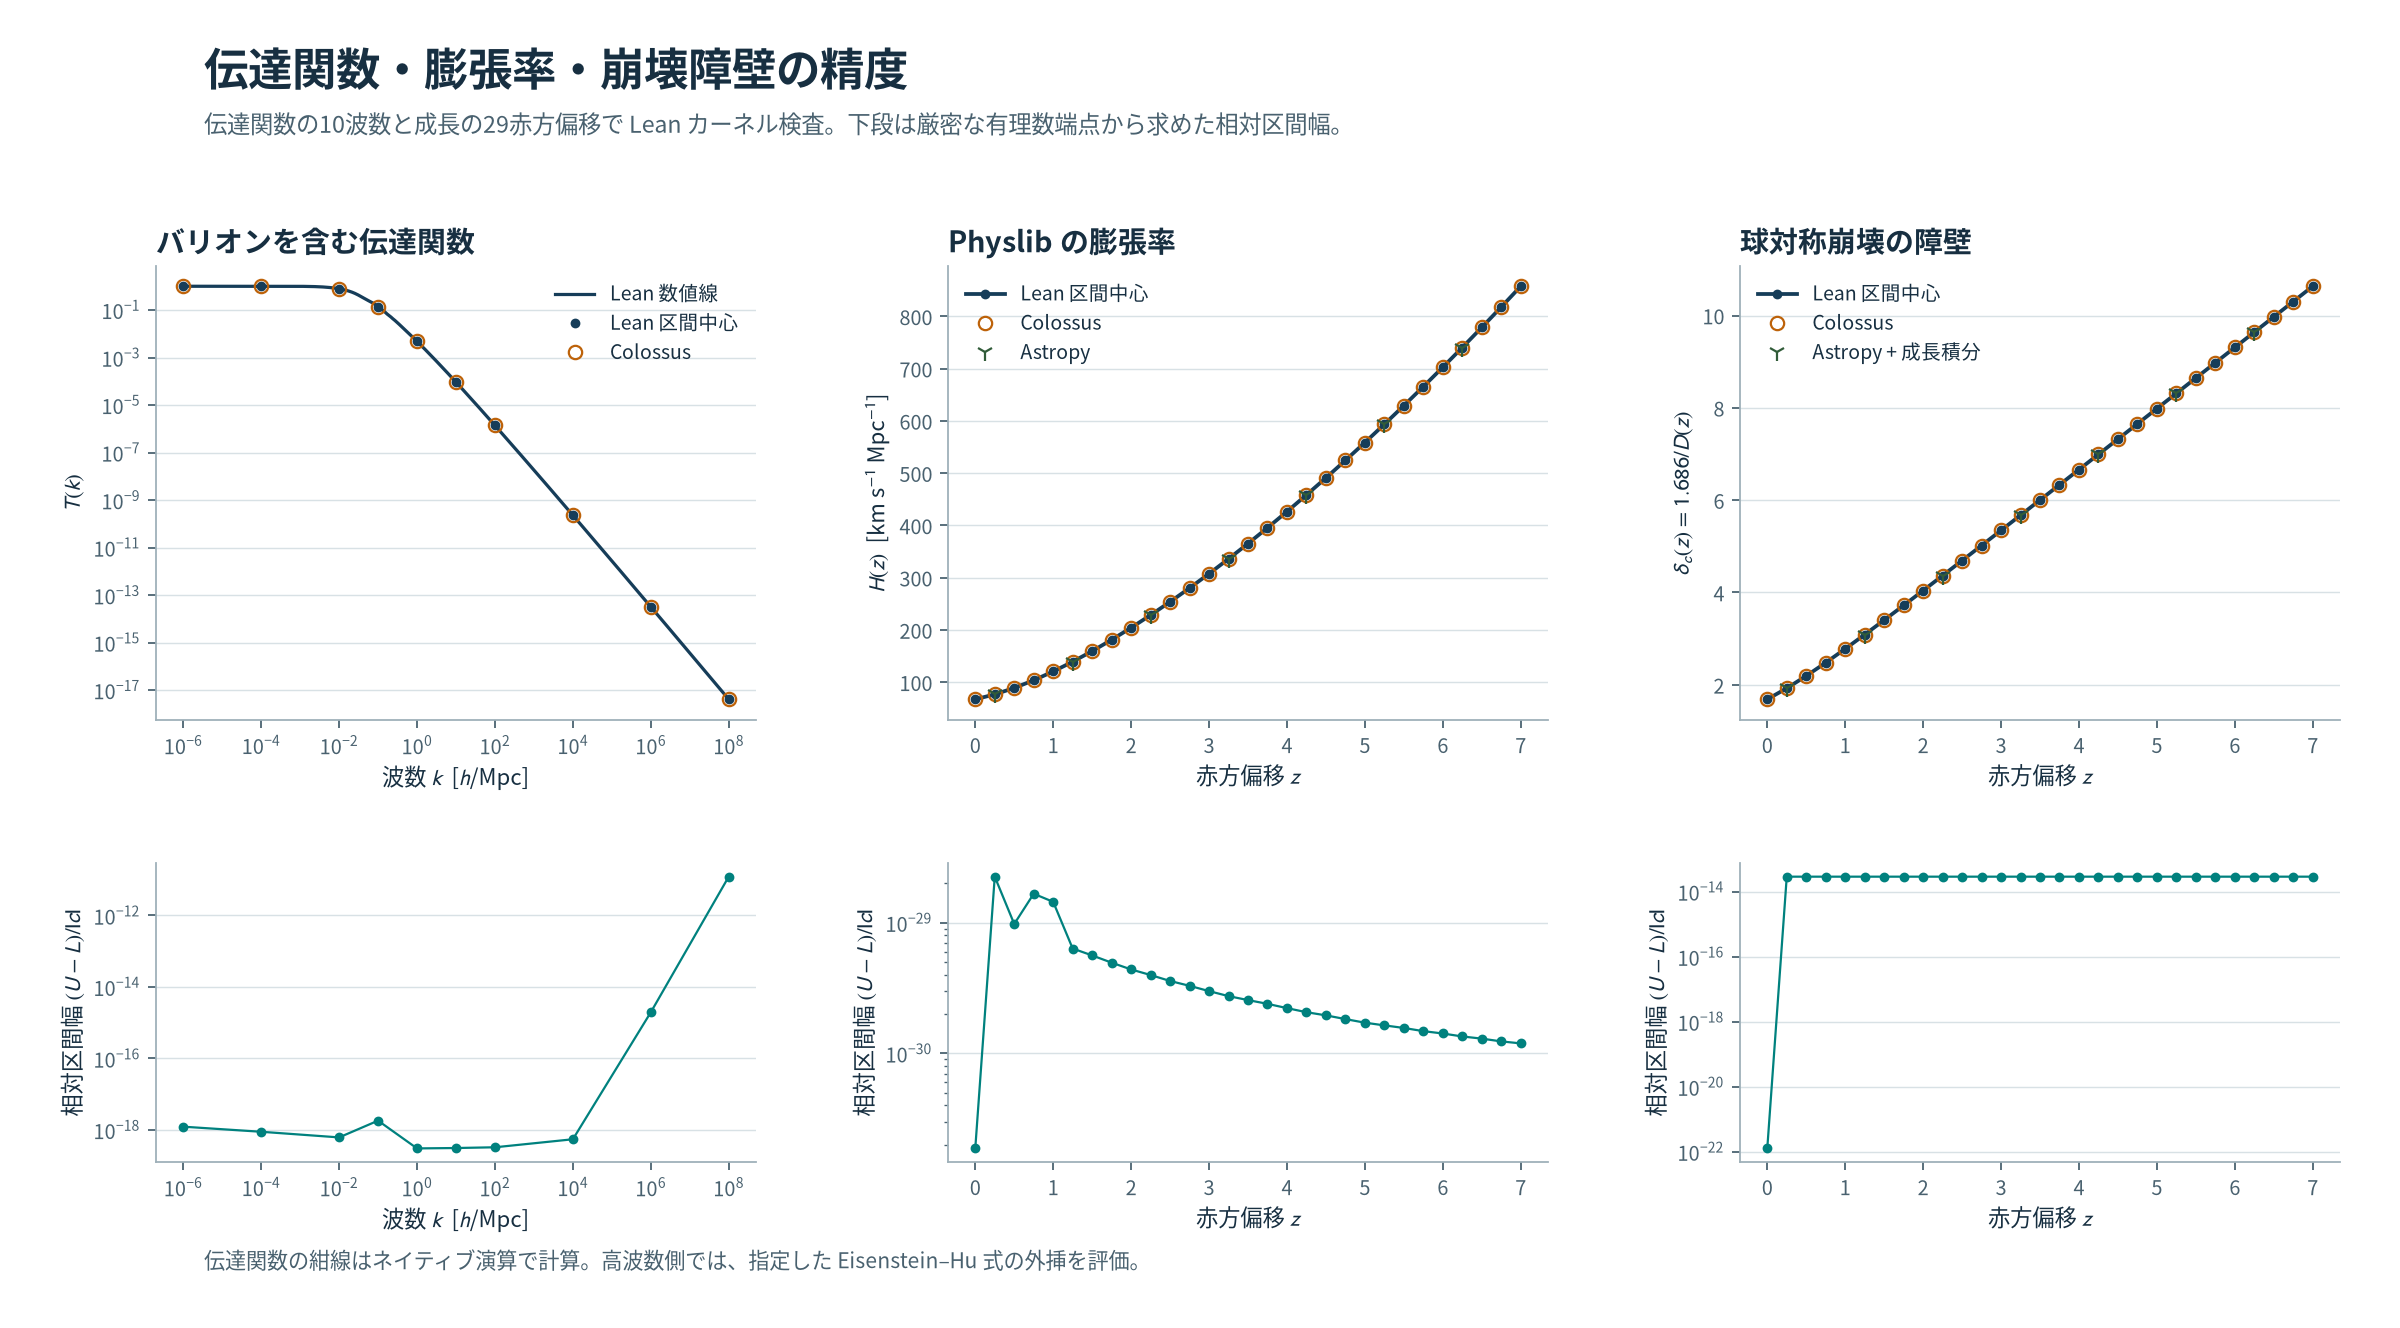 伝達関数・膨張率・崩壊障壁の精度
伝達関数の10波数と成長の29赤方偏移で Lean カーネル検査。下段は厳密な有理数端点から求めた相対区間幅。
バリオンを含む伝達関数
Lean 数値線
Lean 区間中心
Colossus
T(k)
10⁻¹
10⁻³
10⁻⁵
10⁻⁷
10⁻⁹
10⁻¹¹
10⁻¹³
10⁻¹⁵
10⁻¹⁷
10⁻⁶ 10⁻⁴ 10⁻² 10⁰ 10² 10⁴ 10⁶ 10⁸
波数 k [h/Mpc]
Physlib の膨張率
Lean 区間中心
Colossus
Astropy
H(z) [km s⁻¹ Mpc⁻¹]
800
700
600
500
400
300
200
100
0 1 2 3 4 5 6 7
赤方偏移 z
球対称崩壊の障壁
Lean 区間中心
Colossus
Astropy + 成長積分
δc(z) = 1.686/D(z)
10
8
6
4
2
0 1 2 3 4 5 6 7
赤方偏移 z
相対区間幅 (U − L)/|c|
10⁻¹²
10⁻¹⁴
10⁻¹⁶
10⁻¹⁸
10⁻⁶ 10⁻⁴ 10⁻² 10⁰ 10² 10⁴ 10⁶ 10⁸
波数 k [h/Mpc]
相対区間幅 (U − L)/|c|
10⁻²⁹
10⁻³⁰
0 1 2 3 4 5 6 7
赤方偏移 z
相対区間幅 (U − L)/|c|
10⁻¹⁴
10⁻¹⁶
10⁻¹⁸
10⁻²⁰
10⁻²²
0 1 2 3 4 5 6 7
赤方偏移 z
伝達関数の紺線はネイティブ演算で計算。高波数側では、指定した Eisenstein–Hu 式の外挿を評価。